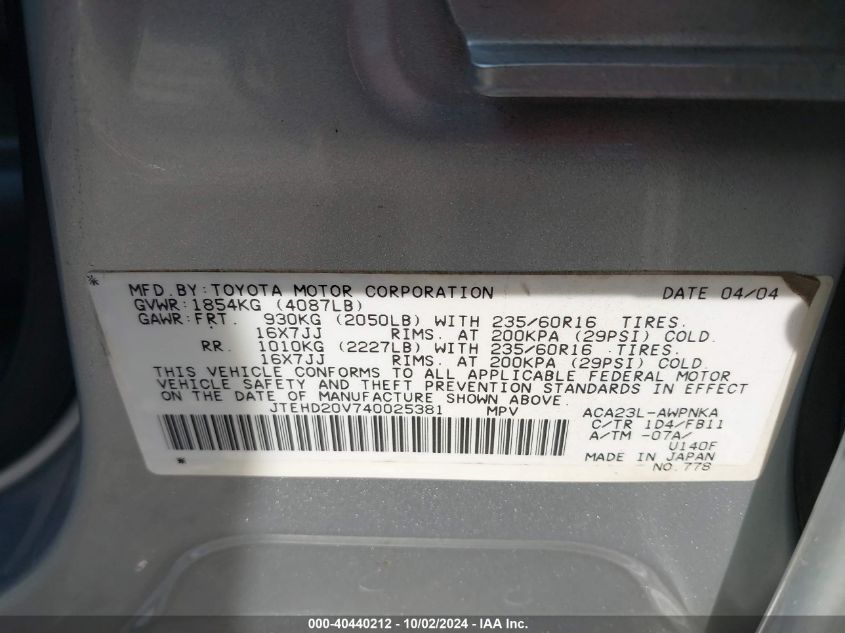 MFD.BY:TOYOTA MOTOR CORPORATION DATE 04/04
GVWR:1854KG (4087LB)
GAWR:FRT. 930KG (2050LB) WITH 235/60R16 TIRES.
16X7JJ RIMS. AT 200KPA (29PSI) COLD.
RR. 1010KG (2227LB) WITH 235/60R16 TIRES.
16X7JJ RIMS. AT 200KPA (29PSI) COLD.
THIS VEHICLE CONFORMS TO ALL APPLICABLE FEDERAL MOTOR
VEHICLE SAFETY AND THEFT PREVENTION STANDARDS IN EFFECT
ON THE DATE OF MANUFACTURE SHOWN ABOVE.
JTEHD20V740025381 MPV ACA23L-AWPNKA
C/TR 1D4/FB11
A/TM -07A/
U140F
MADE IN JAPAN
NO.778
000-40440212 - 10/02/2024 - IAA Inc.